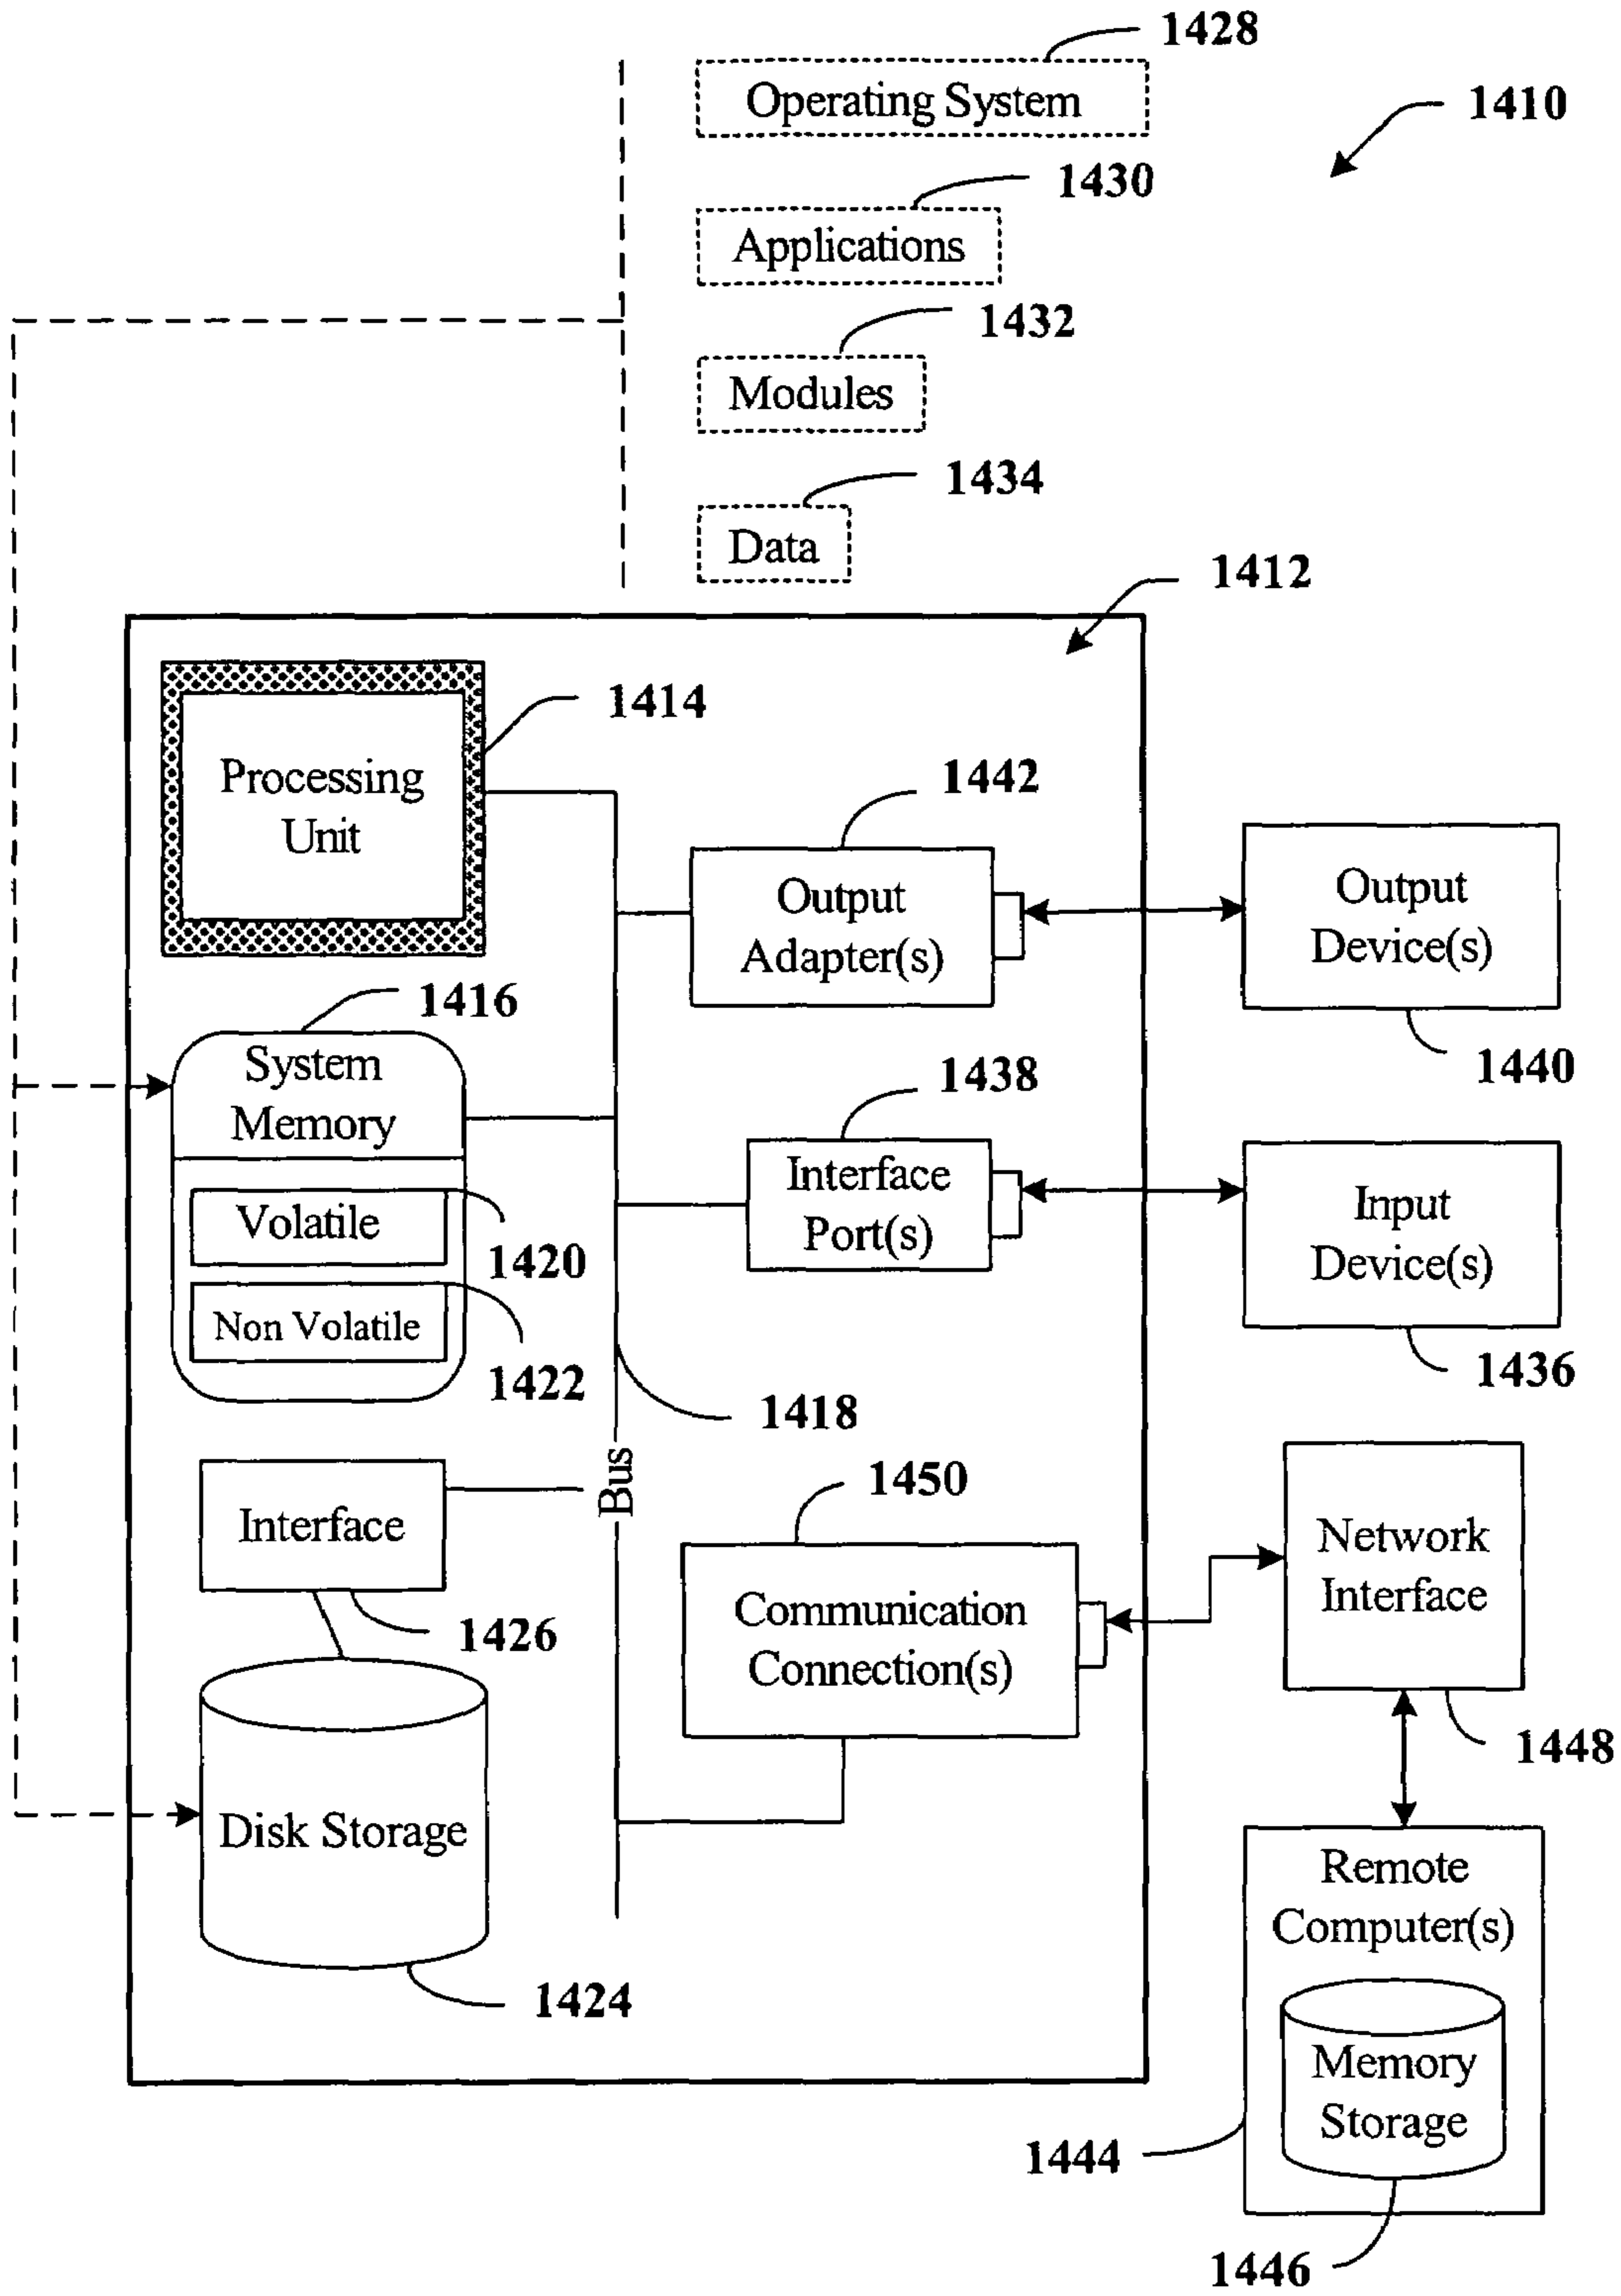 1428
Operating System
1410
1430
Applications
1432
Modules
1434
Data
1412
1414
Processing
Unit
1442
Output
Adapter(s)
Output
Device(s)
1440
1416
System
Memory
1438
Interface
Port(s)
Input
Device(s)
1436
Volatile
1420
Non Volatile
1422
1418
Bus
1450
Interface
1426
Communication
Connection(s)
Network
Interface
1448
Disk Storage
1424
Remote
Computer(s)
Memory
Storage
1444
1446